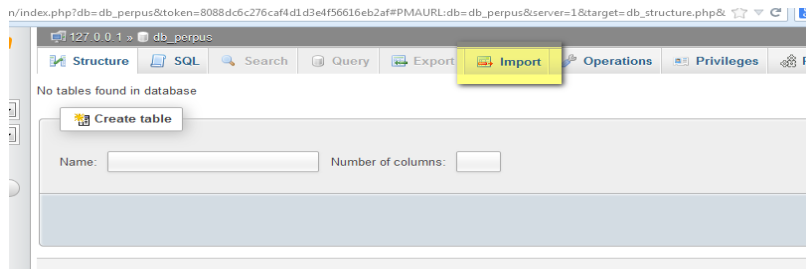 n/index.php?db=db_perpus&token=8088dc6c276caf4d1d3e4f56616eb2af#PMAURL:db=db_perpus&server=1&target=db_structure.php&
127.0.0.1 » db_perpus
Structure SQL Search Query Export Import Operations Privileges
No tables found in database
Create table
Name: Number of columns: